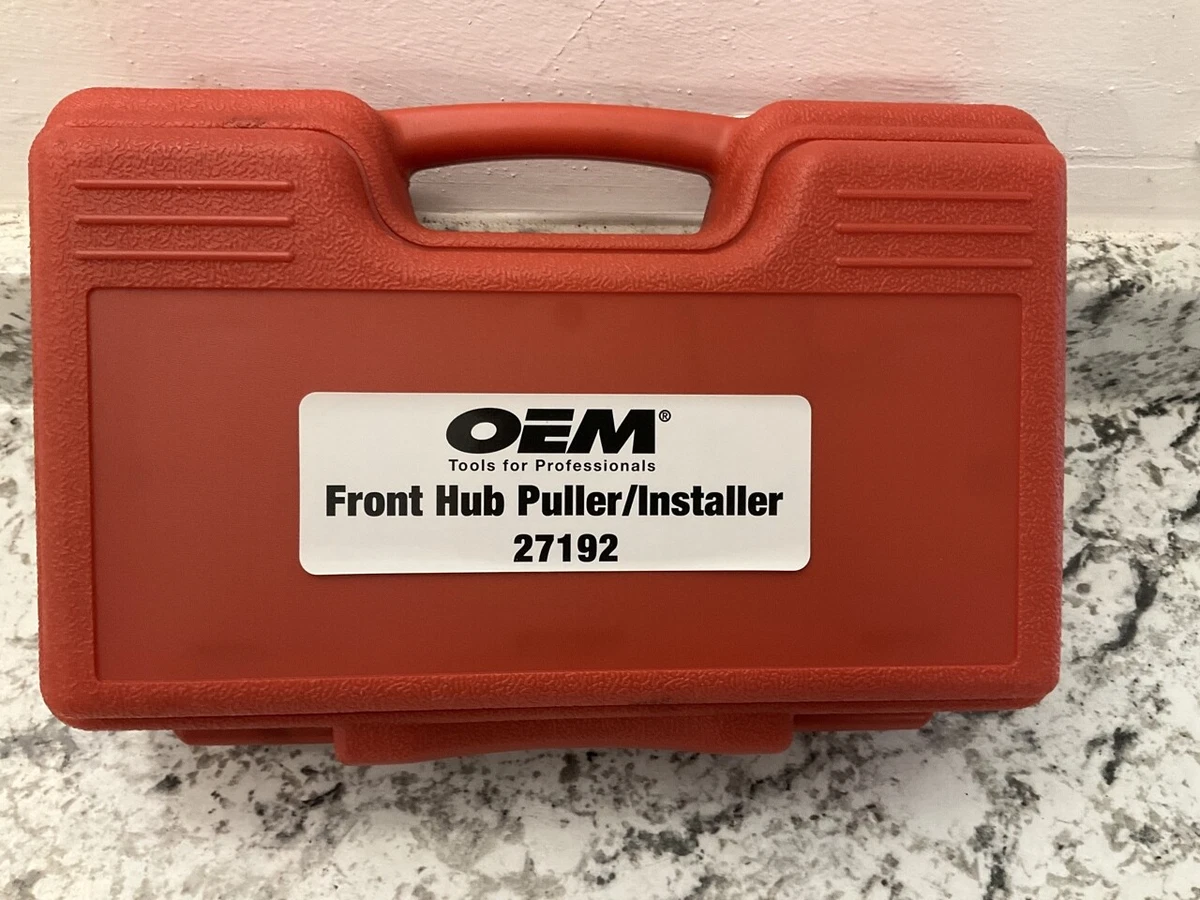 OEM®
Tools for Professionals
Front Hub Puller/Installer
27192